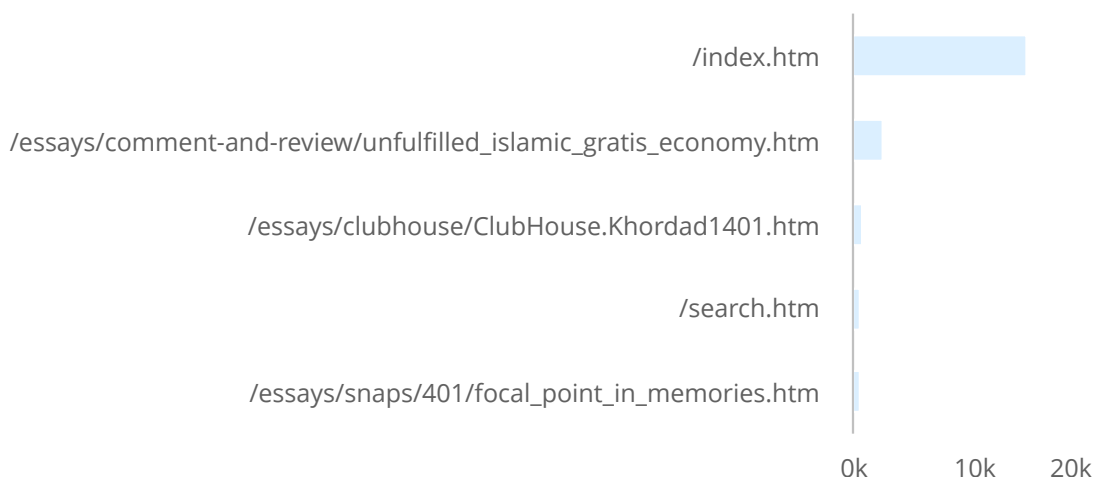 /index.htm
/essays/comment-and-review/unfulfilled_islamic_gratis_economy.htm
/essays/clubhouse/ClubHouse.Khordad1401.htm
/search.htm
/essays/snaps/401/focal_point_in_memories.htm
0k 10k 20k